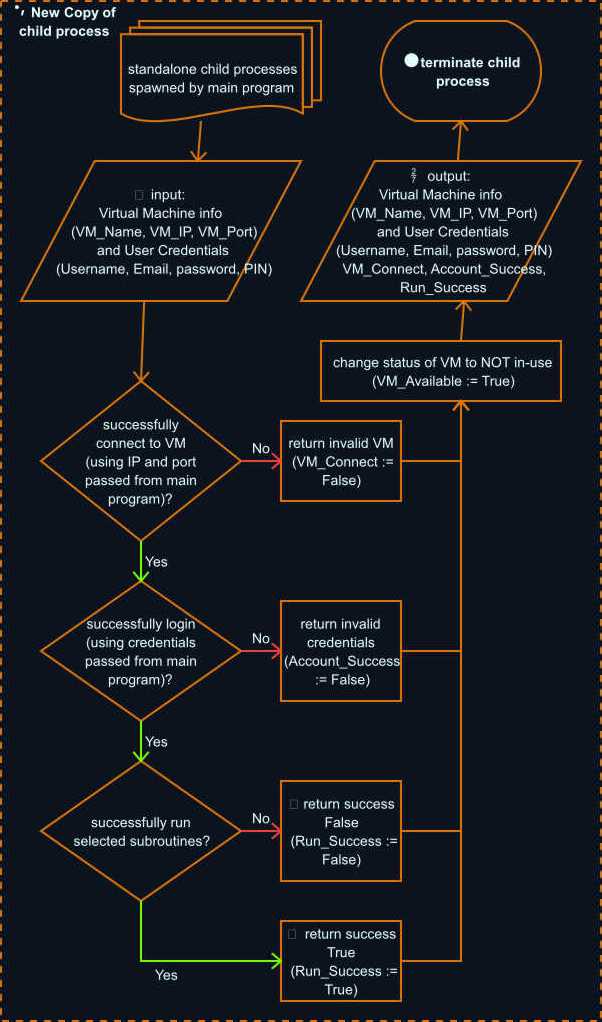 New Copy of
child process
standalone child processes
spawned by main program
terminate child
process
input:
Virtual Machine info
(VM_Name, VM_IP, VM_Port)
and User Credentials
(Username, Email, password, PIN)
output:
Virtual Machine info
(VM_Name, VM_IP, VM_Port)
and User Credentials
(Username, Email, password, PIN)
VM_Connect, Account_Success,
Run_Success
change status of VM to NOT in-use
(VM_Available := True)
successfully
connect to VM
(using IP and port
passed from main
program)?
No
return invalid VM
(VM_Connect :=
False)
Yes
successfully login
(using credentials
passed from main
program)?
No
return invalid
credentials
(Account_Success
:= False)
Yes
successfully run
selected subroutines?
No
return success
False
(Run_Success :=
False)
Yes
return success
True
(Run_Success :=
True)